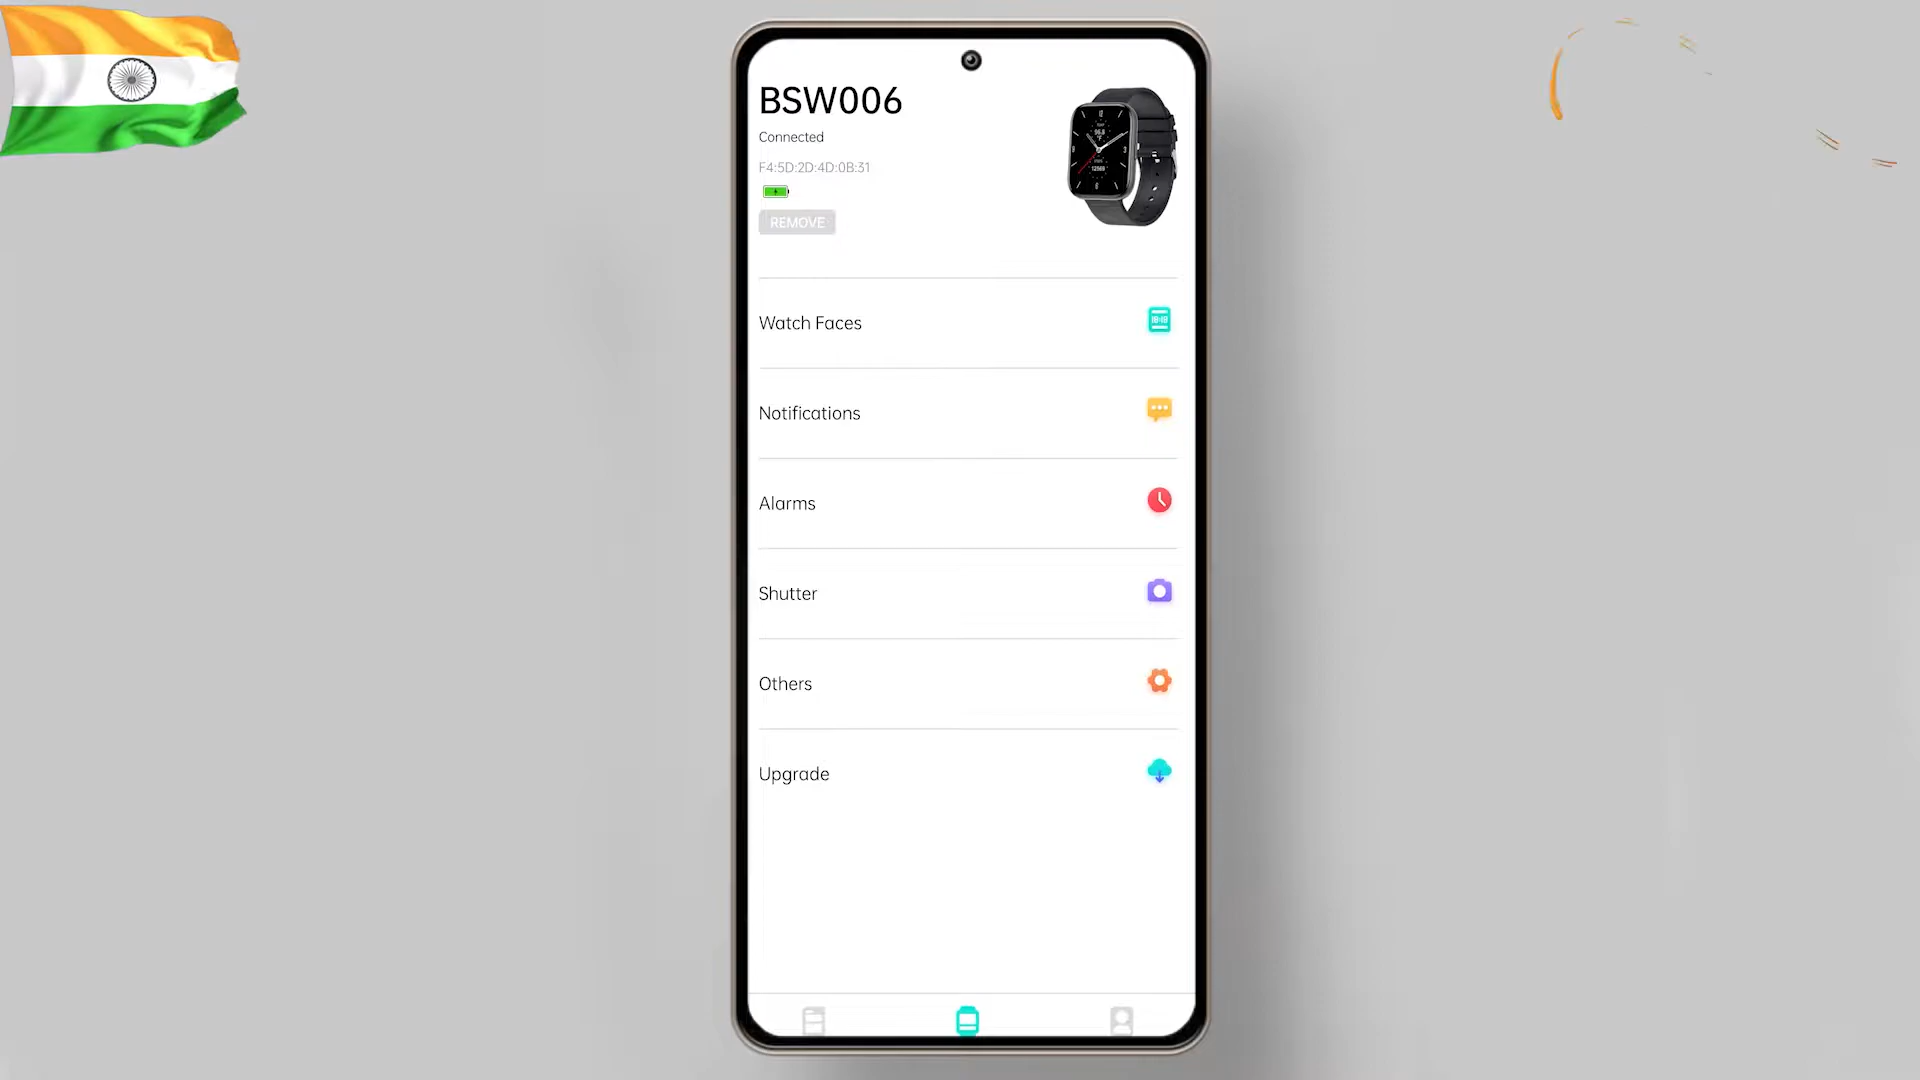 BSW006
Connected
F4:5D:2D:4D:0B:31
REMOVE
Watch Faces
Notifications
Alarms
Shutter
Others
Upgrade